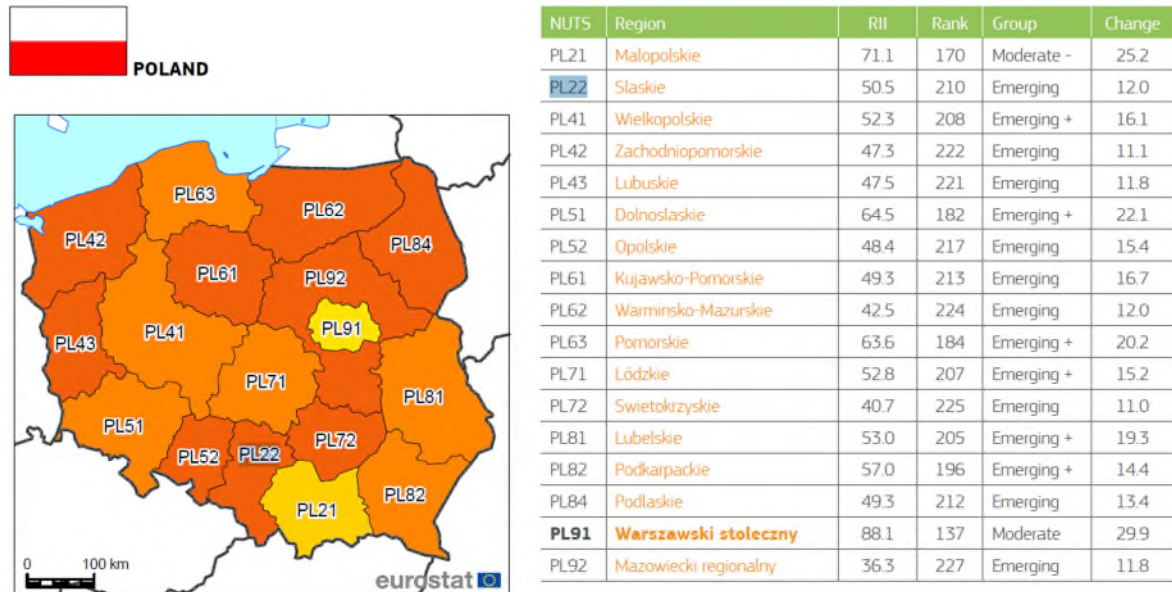 POLAND
PL63
PL62
PL42
PL84
PL61
PL92
PL91
PL41
PL43
PL71
PL81
PL51
PL72
PL52
PL22
PL82
PL21
0 100 km
eurostat
NUTS Region RII Rank Group Change
PL21 Malopolskie 71.1 170 Moderate - 25.2
PL22 Slaskie 50.5 210 Emerging 12.0
PL41 Wielkopolskie 52.3 208 Emerging + 16.1
PL42 Zachodniopomorskie 47.3 222 Emerging 11.1
PL43 Lubuskie 47.5 221 Emerging 11.8
PL51 Dolnoslaskie 64.5 182 Emerging + 22.1
PL52 Opolskie 48.4 217 Emerging 15.4
PL61 Kujawsko-Pomorskie 49.3 213 Emerging 16.7
PL62 Warminsko-Mazurskie 42.5 224 Emerging 12.0
PL63 Pomorskie 63.6 184 Emerging + 20.2
PL71 Lódzkie 52.8 207 Emerging + 15.2
PL72 Swietokrzyskie 40.7 225 Emerging 11.0
PL81 Lubelskie 53.0 205 Emerging + 19.3
PL82 Podkarpackie 57.0 196 Emerging + 14.4
PL84 Podlaskie 49.3 212 Emerging 13.4
PL91 Warszawski stoleczny 88.1 137 Moderate 29.9
PL92 Mazowiecki regionalny 36.3 227 Emerging 11.8